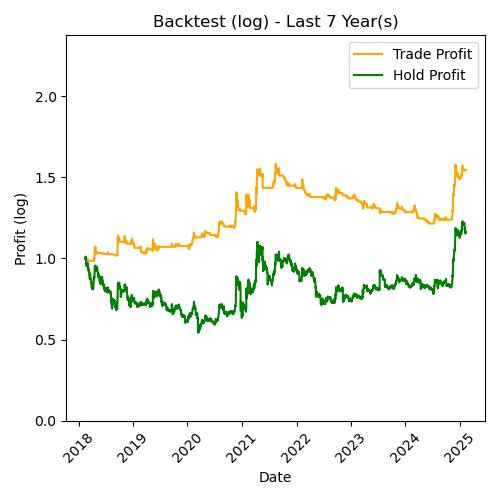 Backtest (log) - Last 7 Year(s)
Trade Profit
Hold Profit
Profit (log)
2.0
1.5
1.0
0.5
0.0
2018 2019 2020 2021 2022 2023 2024 2025
Date